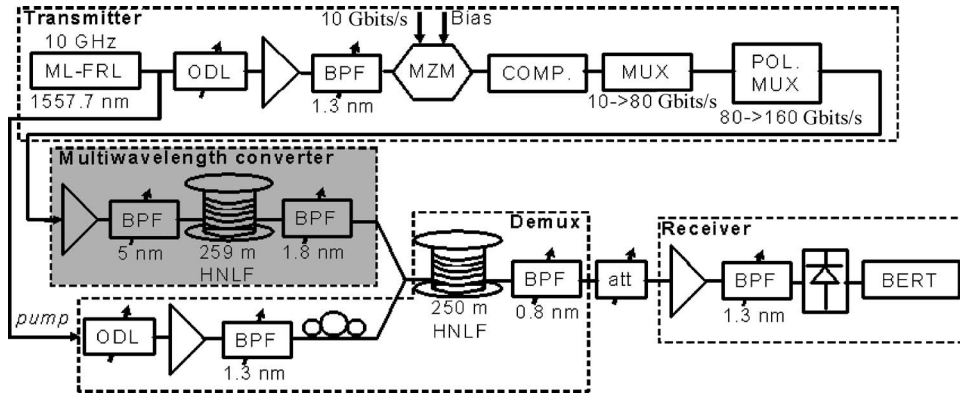 Transmitter
10 Gbits/s Bias
10 GHz
ML-FRL
1557.7 nm
ODL
BPF
1.3 nm
MZM
COMP.
MUX
10->80 Gbits/s
POL.
MUX
80->160 Gbits/s
Multiwavelength converter
BPF
5 nm
259 m
HNLF
BPF
1.8 nm
pump
ODL
BPF
1.3 nm
Demux
250 m
HNLF
BPF
0.8 nm
att
Receiver
BPF
1.3 nm
BERT